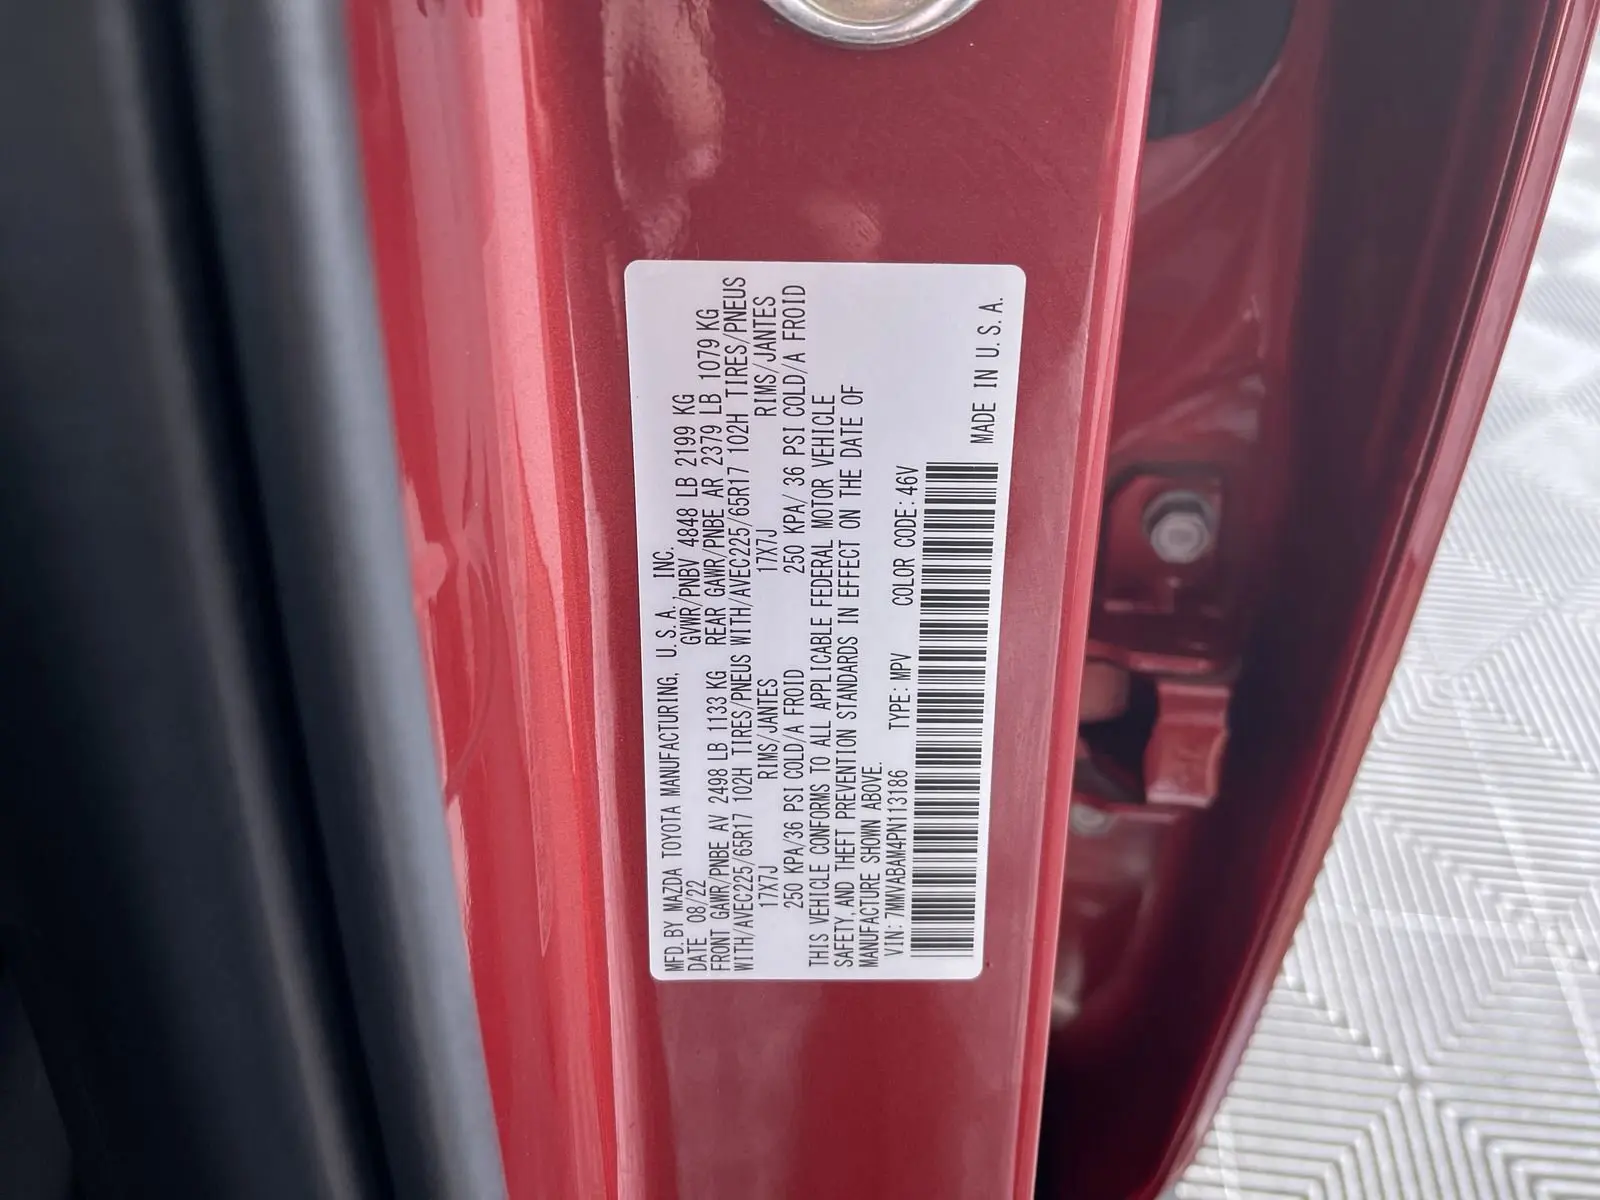 MFD. BY MAZDA TOYOTA MANUFACTURING, U. S. A., INC.
DATE 08/22 GVWR/PNBV 4848 LB 2199 KG
FRONT GAWR/PNBE AV 2498 LB 1133 KG REAR GAWR/PNBE AR 2379 LB 1079 KG
WITH/AVEC225/65R17 102H TIRES/PNEUS WITH/AVEC225/65R17 102H TIRES/PNEUS
17X7J RIMS/JANTES 17X7J RIMS/JANTES
250 KPA/36 PSI COLD/A FROID 250 KPA/ 36 PSI COLD/A FROID
THIS VEHICLE CONFORMS TO ALL APPLICABLE FEDERAL MOTOR VEHICLE
SAFETY, AND THEFT PREVENTION STANDARDS IN EFFECT ON THE DATE OF
MANUFACTURE SHOWN ABOVE.
VIN: 7MMVABAM4PN113186 TYPE: MPV COLOR CODE: 46V
MADE IN U. S. A.